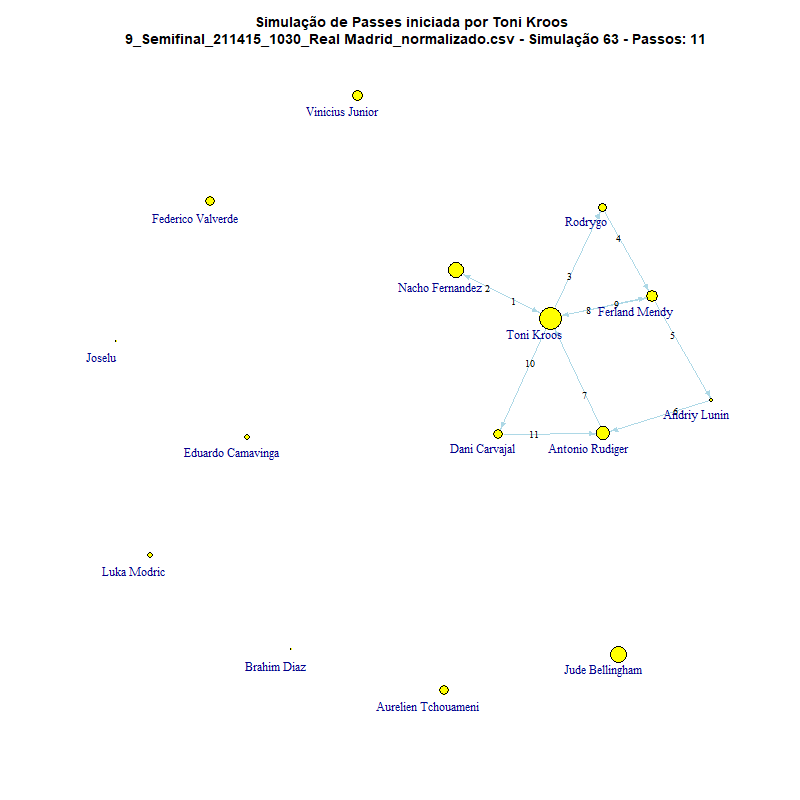 Simulação de Passes iniciada por Toni Kroos
9_Semifinal_211415_1030_Real Madrid_normalizado.csv - Simulação 63 - Passos: 11
Vinicius Junior
Federico Valverde
Rodrygo
4
3
Nacho Fernandez
2
1
8
9
Ferland Mendy
Toni Kroos
5
Joselu
10
7
6
Andriy Lunin
11
Eduardo Camavinga
Dani Carvajal
Antonio Rudiger
Luka Modric
Brahim Diaz
Jude Bellingham
Aurelien Tchouameni